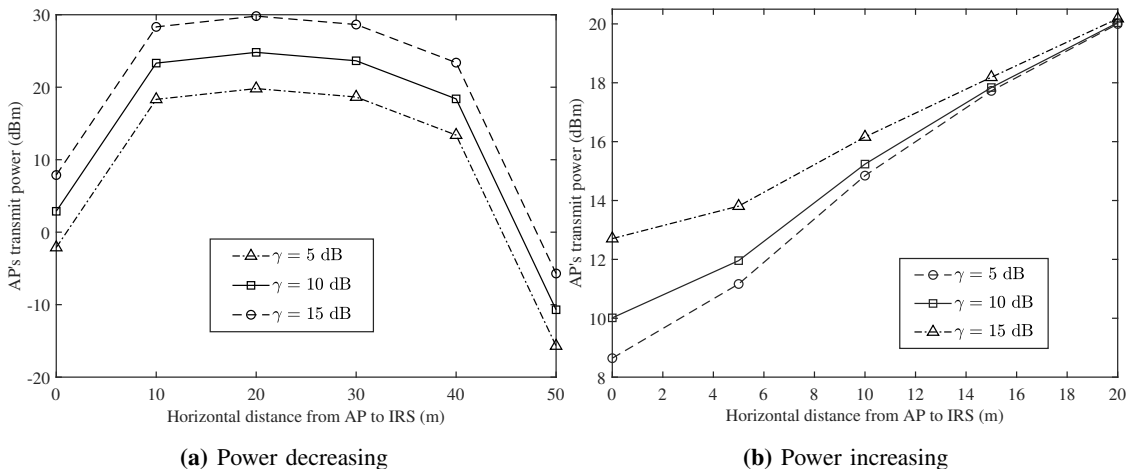 30
20
10
0
-10
-20
AP's transmit power (dBm)
γ = 5 dB
γ = 10 dB
γ = 15 dB
0 10 20 30 40 50
Horizontal distance from AP to IRS (m)
(a) Power decreasing
20
18
16
14
12
10
8
AP's transmit power (dBm)
γ = 5 dB
γ = 10 dB
γ = 15 dB
0 2 4 6 8 10 12 14 16 18 20
Horizontal distance from AP to IRS (m)
(b) Power increasing